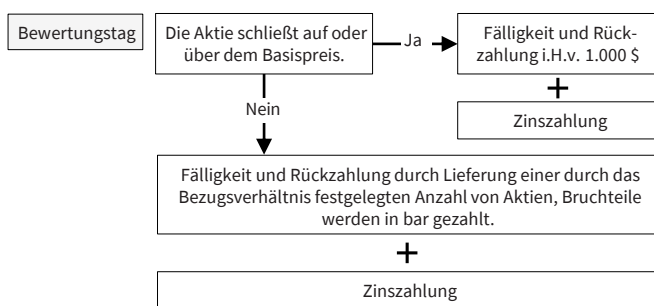 Bewertungstag
Die Aktie schließt auf oder
über dem Basispreis.
Ja
Fälligkeit und Rück-
zahlung i.H.v. 1.000 $
+
Zinszahlung
Nein
Fälligkeit und Rückzahlung durch Lieferung einer durch das
Bezugsverhältnis festgelegten Anzahl von Aktien, Bruchteile
werden in bar gezahlt.
+
Zinszahlung